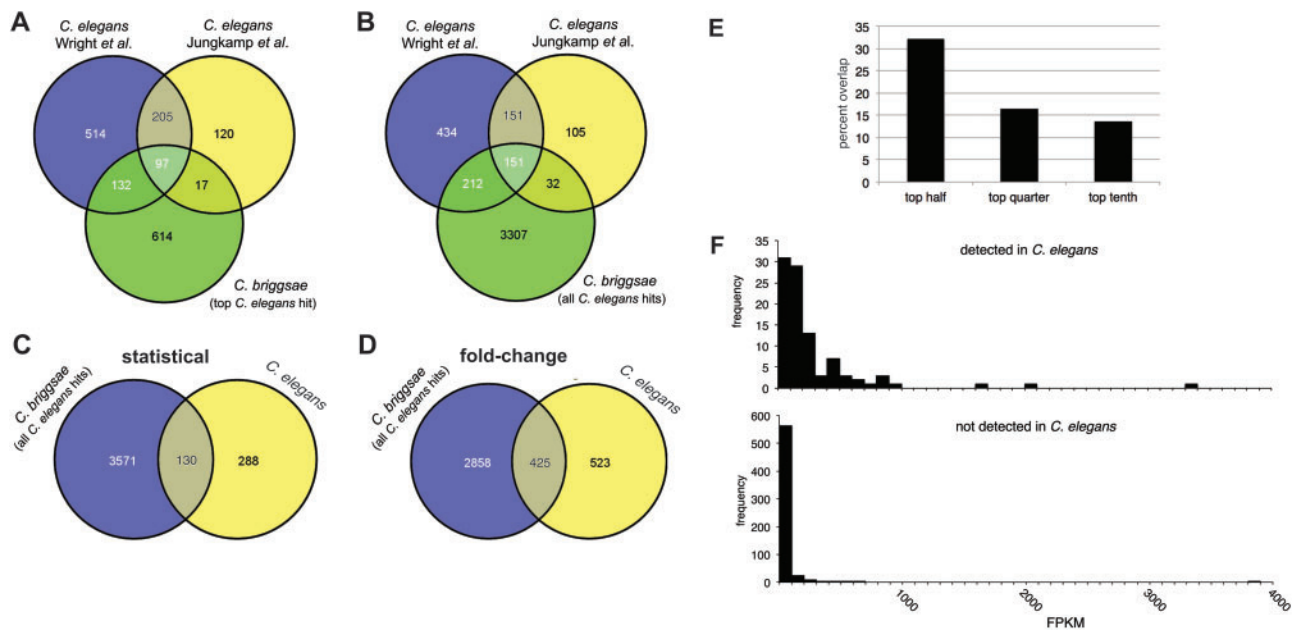 A
C. elegans
Wright et al.
C. elegans
Jungkamp et al.
514
205
120
97
132
17
614
C. briggsae
(top C. elegans hit)
B
C. elegans
Wright et al.
C. elegans
Jungkamp et al.
434
151
105
151
212
32
3307
C. briggsae
(all C. elegans hits)
C
statistical
C. briggsae
(all C. elegans hits)
C. elegans
3571
130
288
D
fold-change
C. briggsae
(all C. elegans hits)
C. elegans
2858
425
523
E
percent overlap
35
30
25
20
15
10
5
0
top half
top quarter
top tenth
F
detected in C. elegans
frequency
35
30
25
20
15
10
5
0
not detected in C. elegans
frequency
600
500
400
300
200
100
0
1000
2000
3000
4000
FPKM